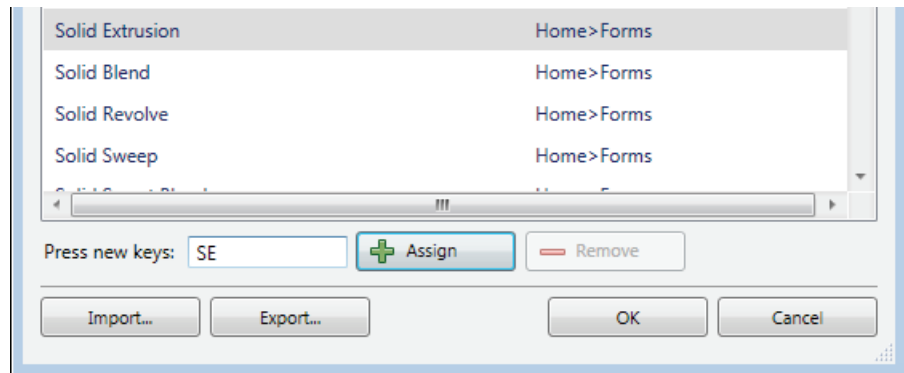 Solid Extrusion Home>Forms
Solid Blend Home>Forms
Solid Revolve Home>Forms
Solid Sweep Home>Forms
Press new keys: SE Assign Remove
Import... Export... OK Cancel